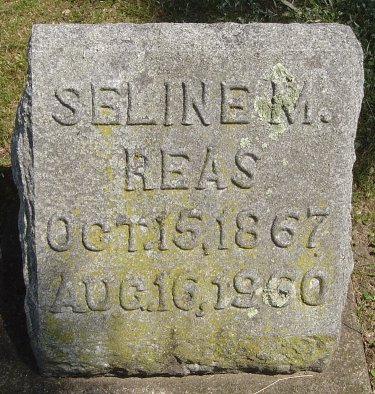 SELINE M.
REAS
OCT. 15, 1867
AUG. 16, 1960